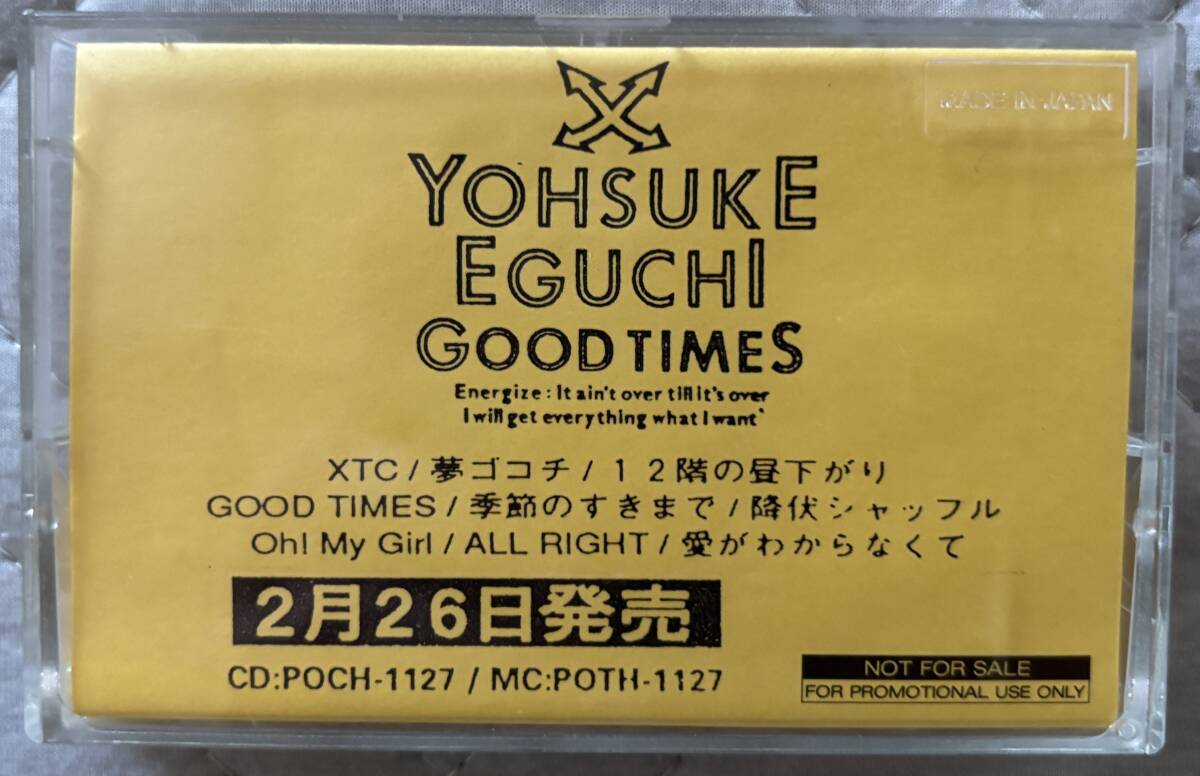 MADE IN JAPAN
YOHSUKE
EGUCHI
GOOD TIMES
Energize : It ain't over till it's over
I will get everything what I want
XTC / 夢ゴコチ / 12階の昼下がり
GOOD TIMES / 季節のすきまで / 降伏シャッフル
Oh! My Girl / ALL RIGHT / 愛がわからなくて
2月26日発売
CD:POCH-1127 / MC:POTH-1127
NOT FOR SALE
FOR PROMOTIONAL USE ONLY